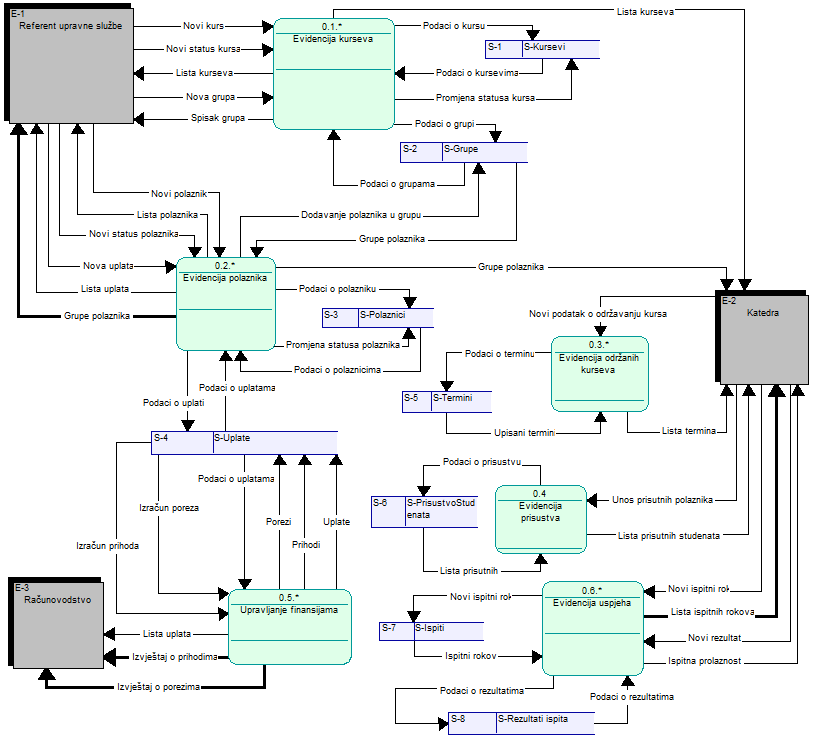 E-1
Referent upravne službe
Novi kurs
Novi status kursa
Lista kurseva
Nova grupa
Spisak grupa
0.1.*
Evidencija kurseva
Lista kurseva
Podaci o kursu
S-1 S-Kursevi
Podaci o kursevima
Promjena statusa kursa
Podaci o grupi
S-2 S-Grupe
Podaci o grupama
Novi polaznik
Lista polaznika
Novi status polaznika
Nova uplata
Lista uplata
Grupe polaznika
Dodavanje polaznika u grupu
Grupe polaznika
0.2.*
Evidencija polaznika
Grupe polaznika
Podaci o polazniku
S-3 S-Polaznici
Promjena statusa polaznika
Podaci o polaznicima
E-2
Katedra
Novi podatak o održavanju kursa
0.3.*
Evidencija održanih
kurseva
Podaci o terminu
S-5 S-Termini
Upisani termini
Lista termina
Podaci o uplatama
Podaci o uplati
S-4 S-Uplate
Podaci o uplatama
Izračun poreza
Izračun prihoda
Porezi
Prihodi
Uplate
Podaci o prisustvu
S-6 S-PrisustvoStud
enata
Lista prisutnih
0.4
Evidencija
prisustva
Unos prisutnih polaznika
Lista prisutnih studenata
E-3
Računovodstvo
0.5.*
Upravljanje finansijama
Lista uplata
Izvještaj o prihodima
Izvještaj o porezima
0.6.*
Evidencija uspjeha
Novi ispitni rok
S-7 S-Ispiti
Ispitni rokov
Novi ispitni rok
Lista ispitnih rokova
Novi rezultat
Ispitna prolaznost
Podaci o rezultatima
Podaci o rezultatima
S-8 S-Rezultati ispita